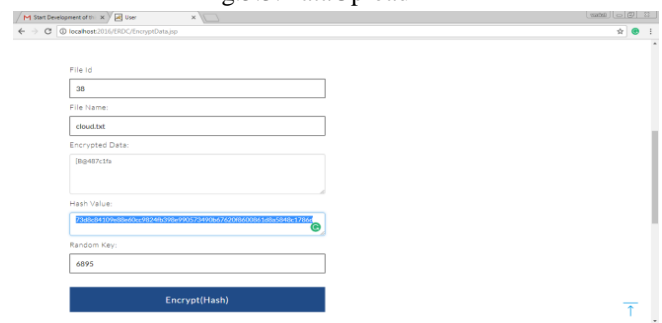 Start Development of th
User
localhost:2016/ERDC/EncryptData.jsp
File Id
38
File Name:
cloud.txt
Encrypted Data:
[B@487c1fa
Hash Value:
Random Key:
6895
Encrypt(Hash)